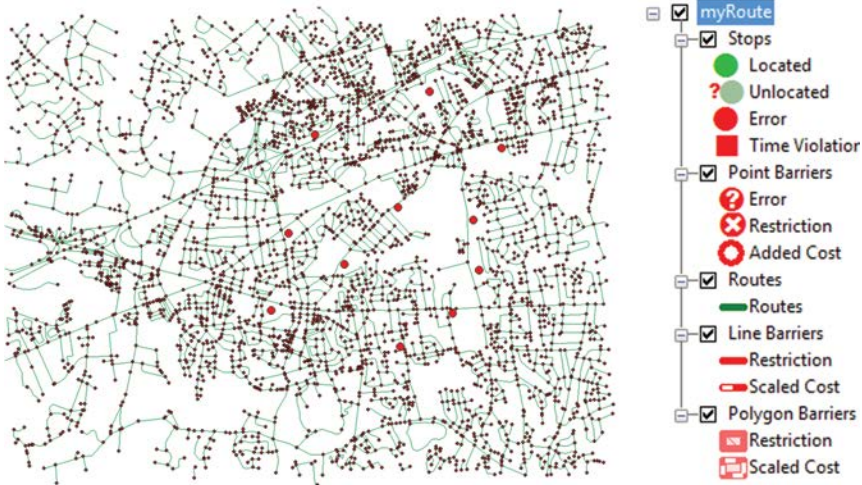 myRoute
Stops
Located
? Unlocated
Error
Time Violation
Point Barriers
? Error
Restriction
Added Cost
Routes
Routes
Line Barriers
Restriction
Scaled Cost
Polygon Barriers
Restriction
Scaled Cost